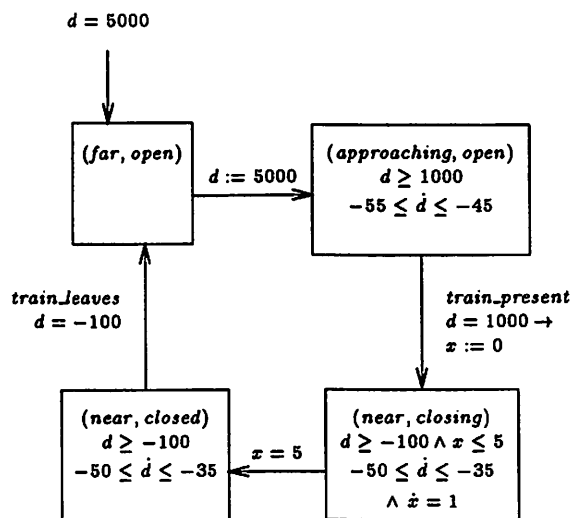 d = 5000
(far, open)
d := 5000
(approaching, open)
d ≥ 1000
-55 ≤ ḋ ≤ -45
train_leaves
d = -100
train_present
d = 1000 →
x := 0
(near, closed)
d ≥ -100
-50 ≤ ḋ ≤ -35
x = 5
(near, closing)
d ≥ -100 ∧ x ≤ 5
-50 ≤ ḋ ≤ -35
∧ ẋ = 1